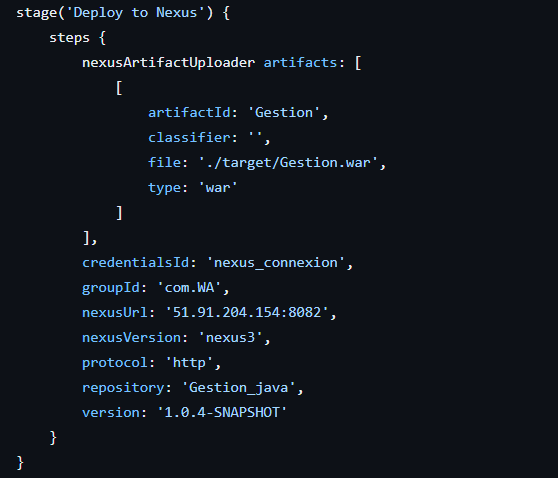 stage('Deploy to Nexus') {
    steps {
        nexusArtifactUploader artifacts: [
            [
                artifactId: 'Gestion',
                classifier: '',
                file: './target/Gestion.war',
                type: 'war'
            ]
        ],
        credentialsId: 'nexus_connexion',
        groupId: 'com.WA',
        nexusUrl: '51.91.204.154:8082',
        nexusVersion: 'nexus3',
        protocol: 'http',
        repository: 'Gestion_java',
        version: '1.0.4-SNAPSHOT'
    }
}